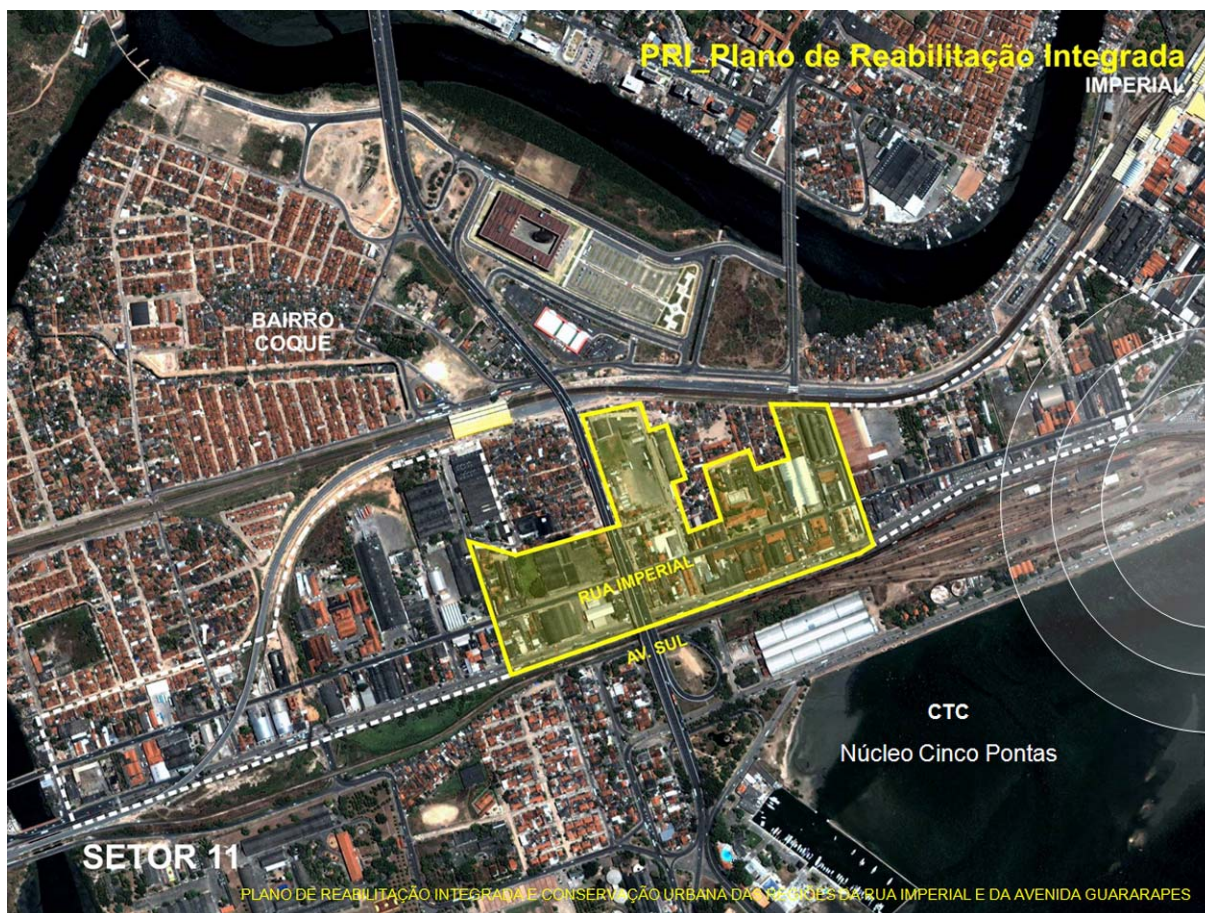 PRI_Plano de Reabilitação Integrada
IMPERIAL
BAIRRO
COQUE
RUA IMPERIAL
AV. SUL
CTC
Núcleo Cinco Pontas
SETOR 11
PLANO DE REABILITAÇÃO INTEGRADA E CONSERVAÇÃO URBANA DAS REGIÕES DA RUA IMPERIAL E DA AVENIDA GUARARAPES